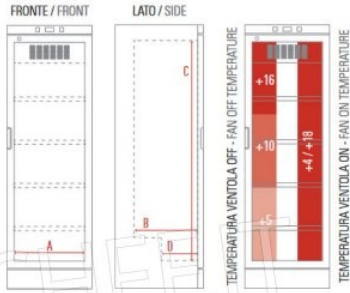 FRONTE / FRONT
LATO / SIDE
A
C
B
D
TEMPERATURA VENTOLA OFF - FAN OFF TEMPERATURE
+16
+10
+5
+4 / +18
TEMPERATURA VENTOLA ON - FAN ON TEMPERATURE